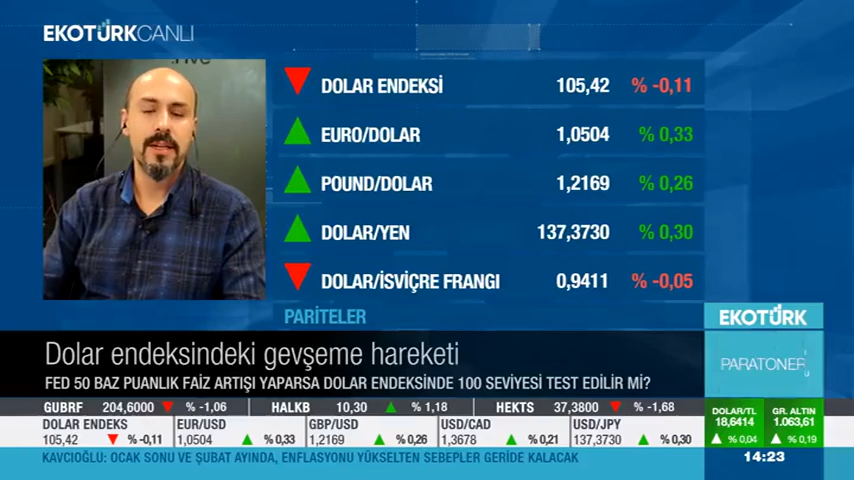 EKOTÜRK CANLI
DOLAR ENDEKSİ 105,42 % -0,11
EURO/DOLAR 1,0504 % 0,33
POUND/DOLAR 1,2169 % 0,26
DOLAR/YEN 137,3730 % 0,30
DOLAR/İSVİÇRE FRANGI 0,9411 % -0,05
PARİTELER
EKOTÜRK
PARATONER
Dolar endeksindeki gevşeme hareketi
FED 50 BAZ PUANLIK FAİZ ARTIŞI YAPARSA DOLAR ENDEKSİNDE 100 SEVİYESİ TEST EDİLİR Mİ?
GUBRF 204,6000 % -1,06 HALKB 10,30 % 1,18 HEKTS 37,3800 % -1,68
DOLAR ENDEKS EUR/USD GBP/USD USD/CAD USD/JPY
105,42 % -0,11 1,0504 % 0,33 1,2169 % 0,26 1,3678 % 0,21 137,3730 % 0,30
DOLAR/TL GR. ALTIN
18,6414 1.063,61
% 0,04 % 0,19
KAVCIOĞLU: OCAK SONU VE ŞUBAT AYINDA, ENFLASYONU YÜKSELTEN SEBEPLER GERİDE KALACAK
14:23